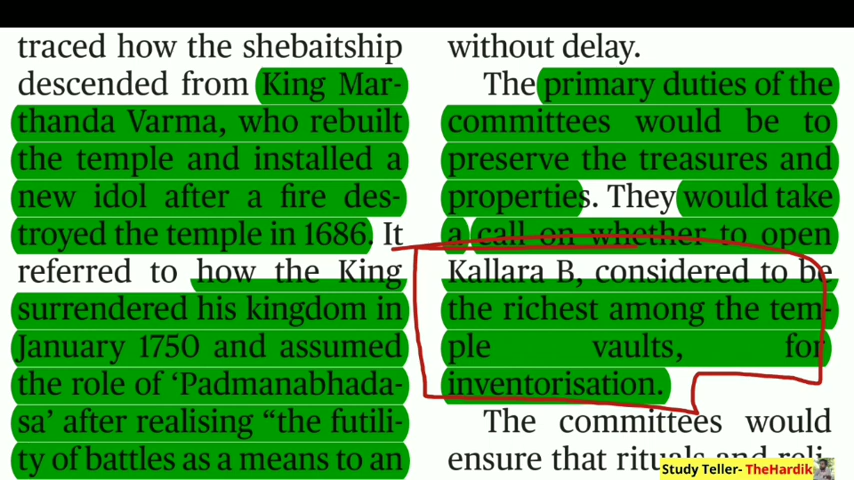 traced how the shebaitship
descended from King Mar-
thanda Varma, who rebuilt
the temple and installed a
new idol after a fire des-
troyed the temple in 1686. It
referred to how the King
surrendered his kingdom in
January 1750 and assumed
the role of ‘Padmanabhada-
sa’ after realising “the futili-
ty of battles as a means to an
without delay.
The primary duties of the
committees would be to
preserve the treasures and
properties. They would take
a call on whether to open
Kallara B, considered to be
the richest among the tem-
ple vaults, for
inventorisation.
The committees would
ensure that rituals and reli-
Study Teller- TheHardik